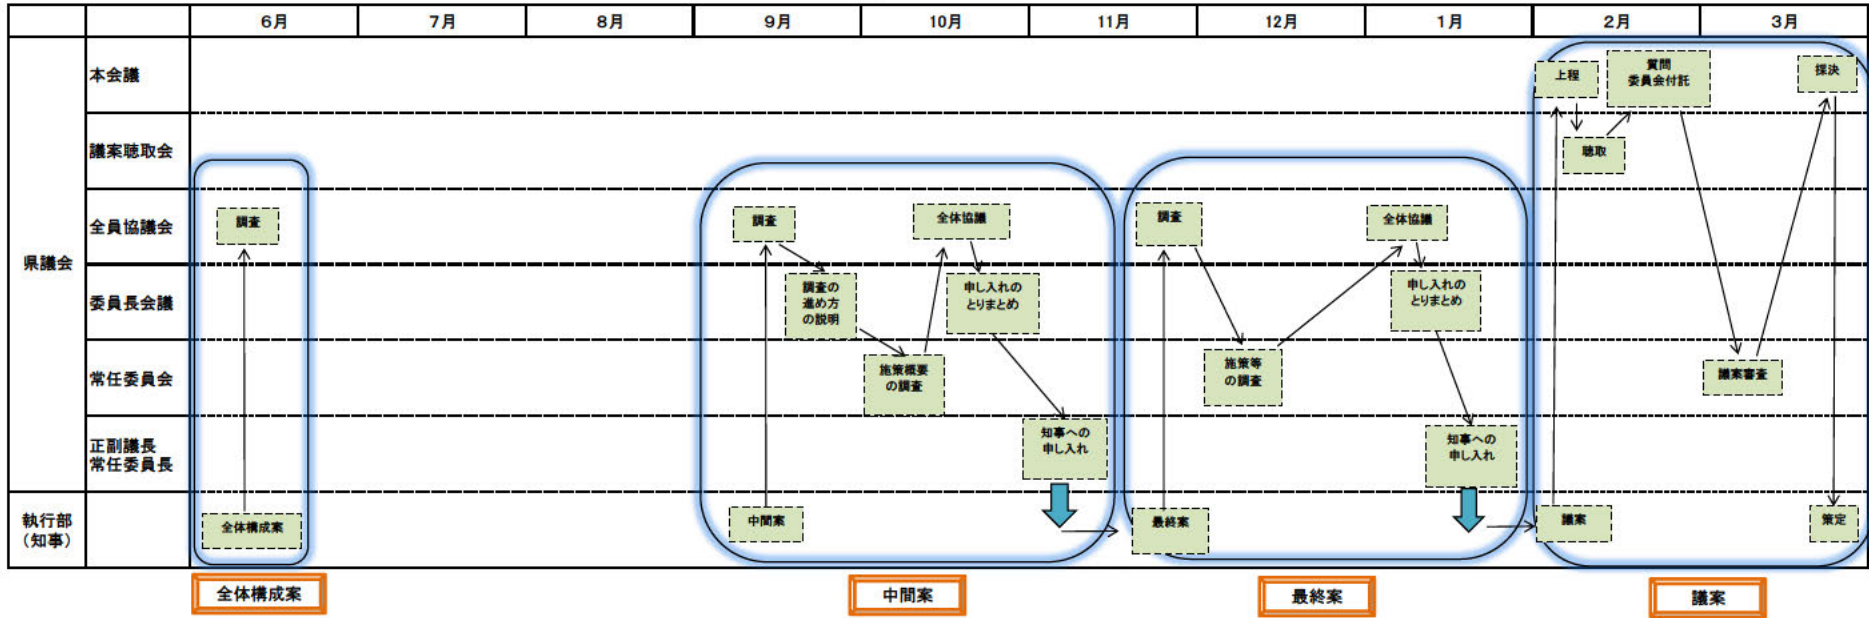 6月 7月 8月 9月 10月 11月 12月 1月 2月 3月
県議会
本会議
上程
質問
委員会付託
採決
議案聴取会
聴取
全員協議会
調査
調査
全体協議
調査
全体協議
委員長会議
調査の
進め方
の説明
申し入れの
とりまとめ
申し入れの
とりまとめ
常任委員会
施策概要
の調査
施策等
の調査
議案審査
正副議長
常任委員長
知事への
申し入れ
知事への
申し入れ
執行部
（知事）
全体構成案
中間案
最終案
議案
策定
全体構成案
中間案
最終案
議案